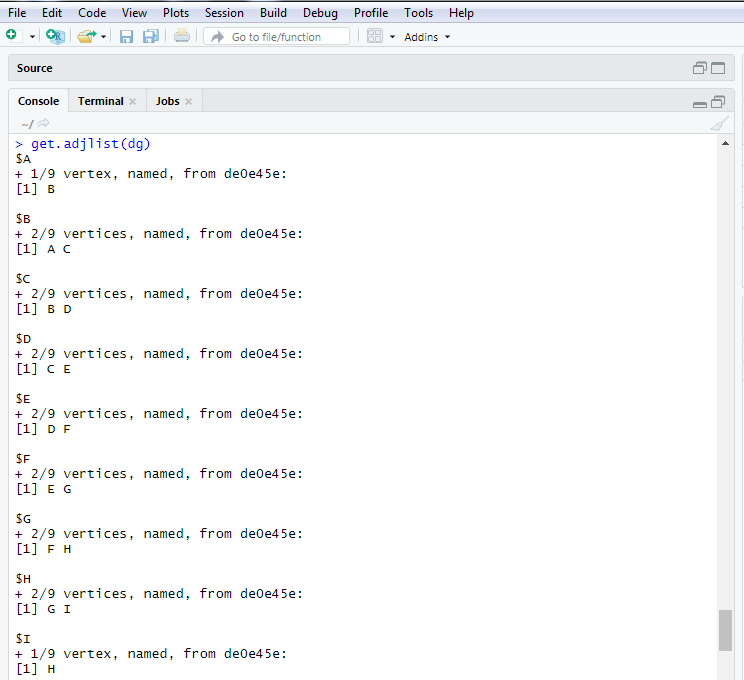 File Edit Code View Plots Session Build Debug Profile Tools Help
Go to file/function Addins
Source
Console Terminal Jobs
~/
> get.adjlist(dg)
$A
+ 1/9 vertex, named, from de0e45e:
[1] B
$B
+ 2/9 vertices, named, from de0e45e:
[1] A C
$C
+ 2/9 vertices, named, from de0e45e:
[1] B D
$D
+ 2/9 vertices, named, from de0e45e:
[1] C E
$E
+ 2/9 vertices, named, from de0e45e:
[1] D F
$F
+ 2/9 vertices, named, from de0e45e:
[1] E G
$G
+ 2/9 vertices, named, from de0e45e:
[1] F H
$H
+ 2/9 vertices, named, from de0e45e:
[1] G I
$I
+ 1/9 vertex, named, from de0e45e:
[1] H